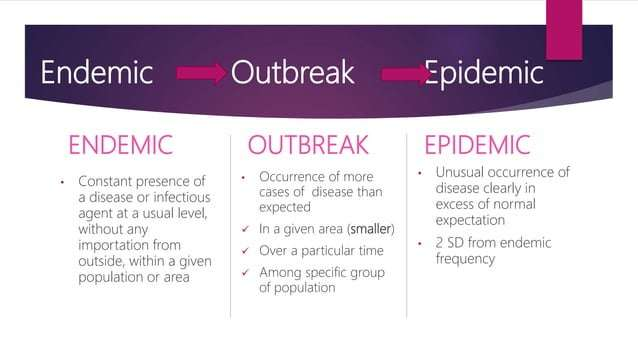 Endemic Outbreak Epidemic
ENDEMIC
• Constant presence of
a disease or infectious
agent at a usual level,
without any
importation from
outside, within a given
population or area
OUTBREAK
• Occurrence of more
cases of disease than
expected
✓ In a given area (smaller)
✓ Over a particular time
✓ Among specific group
of population
EPIDEMIC
• Unusual occurrence of
disease clearly in
excess of normal
expectation
• 2 SD from endemic
frequency